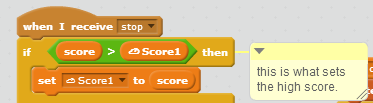 when I receive stop
if score > Score1 then
set Score1 to score
this is what sets
the high score.